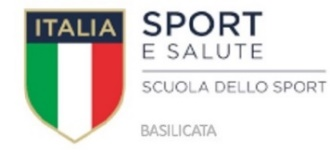 ITALIA
SPORT
E SALUTE
SCUOLA DELLO SPORT
BASILICATA